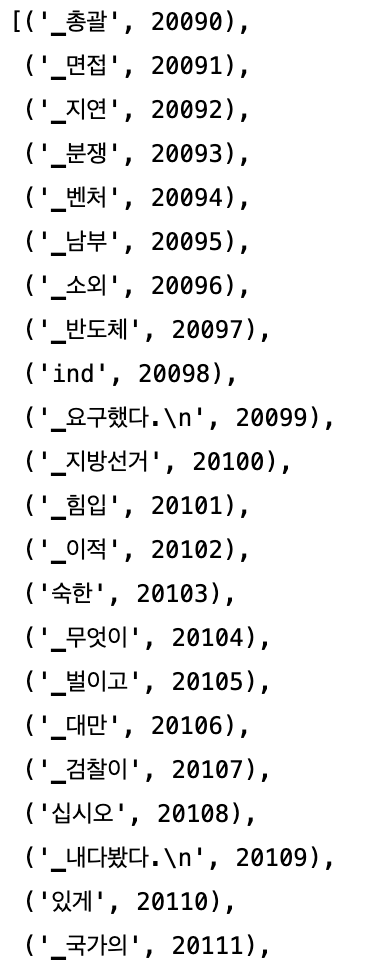 [('_총괄', 20090),
('_면접', 20091),
('_지연', 20092),
('_분쟁', 20093),
('_벤처', 20094),
('_남부', 20095),
('_소외', 20096),
('_반도체', 20097),
('ind', 20098),
('_요구했다.\n', 20099),
('_지방선거', 20100),
('_힘입', 20101),
('_이적', 20102),
('숙한', 20103),
('_무엇이', 20104),
('_벌이고', 20105),
('_대만', 20106),
('_검찰이', 20107),
('십시오', 20108),
('_내다봤다.\n', 20109),
('있게', 20110),
('_국가의', 20111),